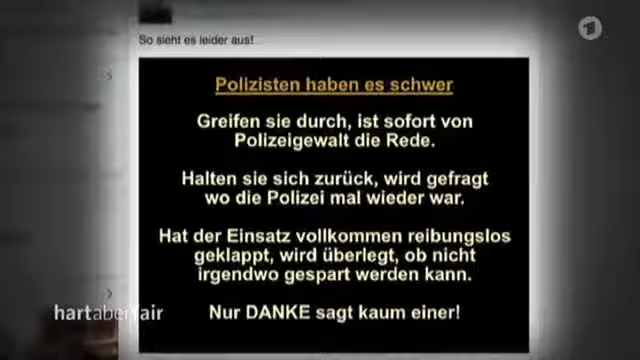 So sieht es leider aus!
Polizisten haben es schwer
Greifen sie durch, ist sofort von
Polizeigewalt die Rede.
Halten sie sich zurück, wird gefragt
wo die Polizei mal wieder war.
Hat der Einsatz vollkommen reibungslos
geklappt, wird überlegt, ob nicht
irgendwo gespart werden kann.
Nur DANKE sagt kaum einer!
hartaberfair
1